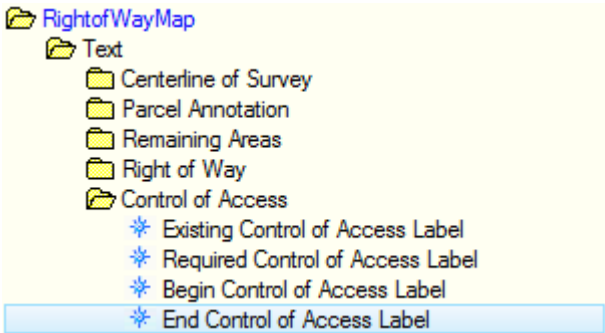 RightofWayMap
Text
Centerline of Survey
Parcel Annotation
Remaining Areas
Right of Way
Control of Access
Existing Control of Access Label
Required Control of Access Label
Begin Control of Access Label
End Control of Access Label